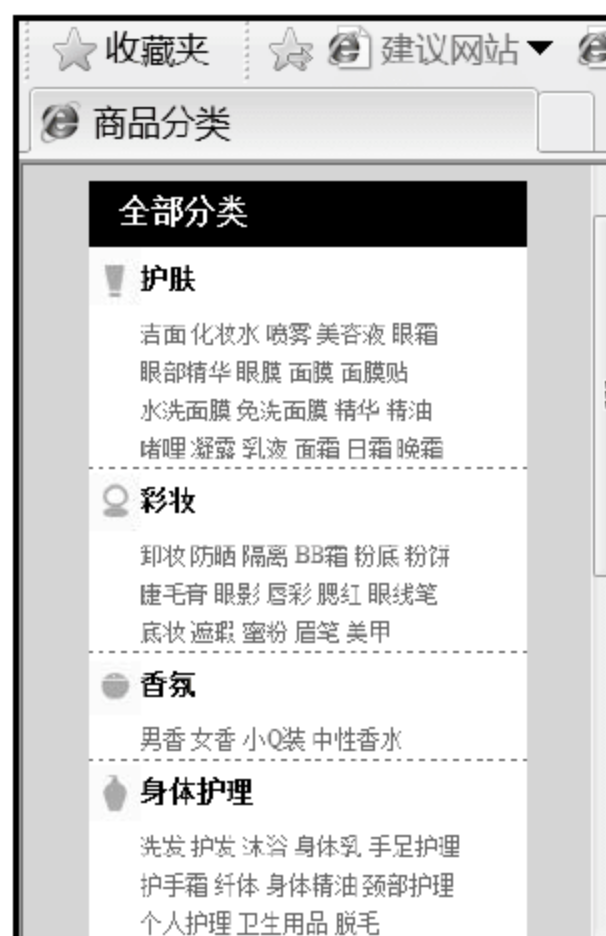 收藏夹 建议网站
商品分类
全部分类
护肤
洁面 化妆水 喷雾 美容液 眼霜
眼部精华 眼膜 面膜 面膜贴
水洗面膜 免洗面膜 精华 精油
啫哩 凝露 乳液 面霜 日霜 晚霜
彩妆
卸妆 防晒 隔离 BB霜 粉底 粉饼
睫毛膏 眼影 唇彩 腮红 眼线笔
底妆 遮瑕 蜜粉 眉笔 美甲
香氛
男香 女香 小Q装 中性香水
身体护理
洗发 护发 沐浴 身体乳 手足护理
护手霜 纤体 身体精油 颈部护理
个人护理 卫生用品 脱毛